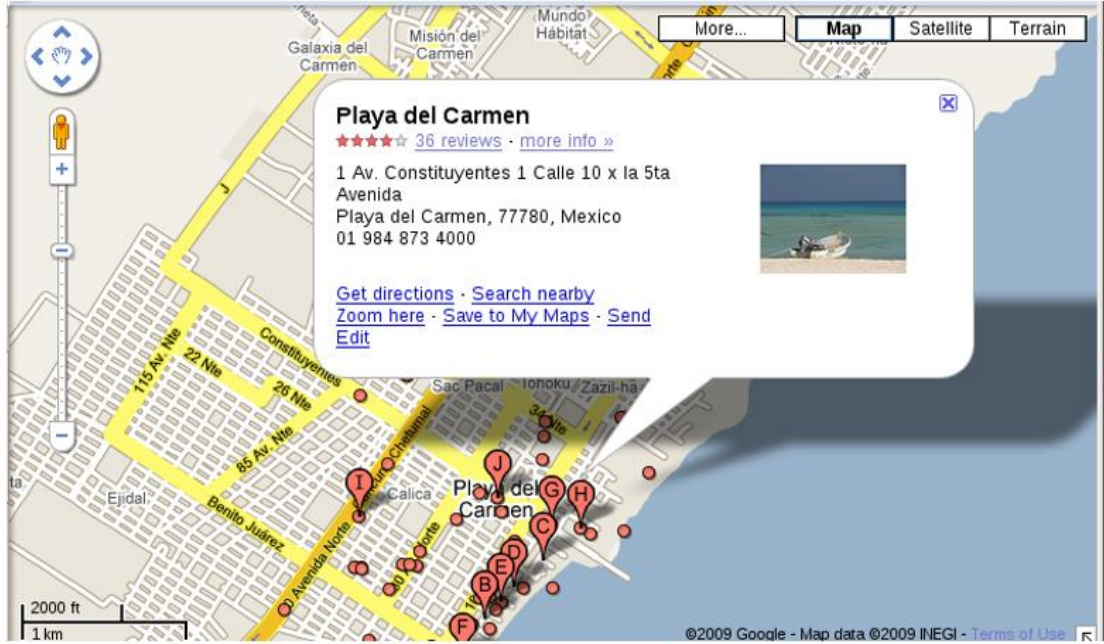 Mundo
Hábitat
Misión del
Carmen
Galaxia del
Carmen
More...
Map
Satellite
Terrain
Playa del Carmen
36 reviews - more info »
1 Av. Constituyentes 1 Calle 10 x la 5ta
Avenida
Playa del Carmen, 77780, Mexico
01 984 873 4000
Get directions - Search nearby
Zoom here - Save to My Maps - Send
Edit
J
Constituyentes
115 Av. Nte
22 Nte
26 Nte
85 Av. Nte
Sac Pacal
Tohoku
Zazil-ha
34 Nte
Ejidal
Benito Juárez
Calica
Playa del
Carmen
Avenida Norte
Norte
I
J
G
H
C
D
E
B
F
2000 ft
1 km
©2009 Google - Map data ©2009 INEGI - Terms of Use